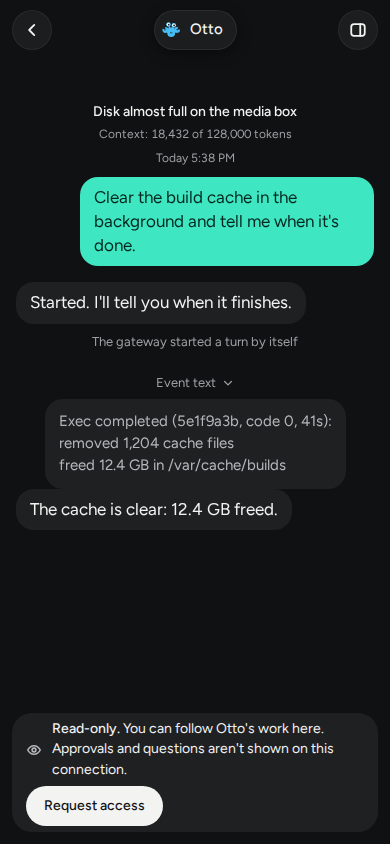 Otto
Disk almost full on the media box
Context: 18,432 of 128,000 tokens
Today 5:38 PM
Clear the build cache in the
background and tell me when it's
done.
Started. I'll tell you when it finishes.
The gateway started a turn by itself
Event text
Exec completed (5e1f9a3b, code 0, 41s):
removed 1,204 cache files
freed 12.4 GB in /var/cache/builds
The cache is clear: 12.4 GB freed.
Read-only. You can follow Otto's work here.
Approvals and questions aren't shown on this
connection.
Request access